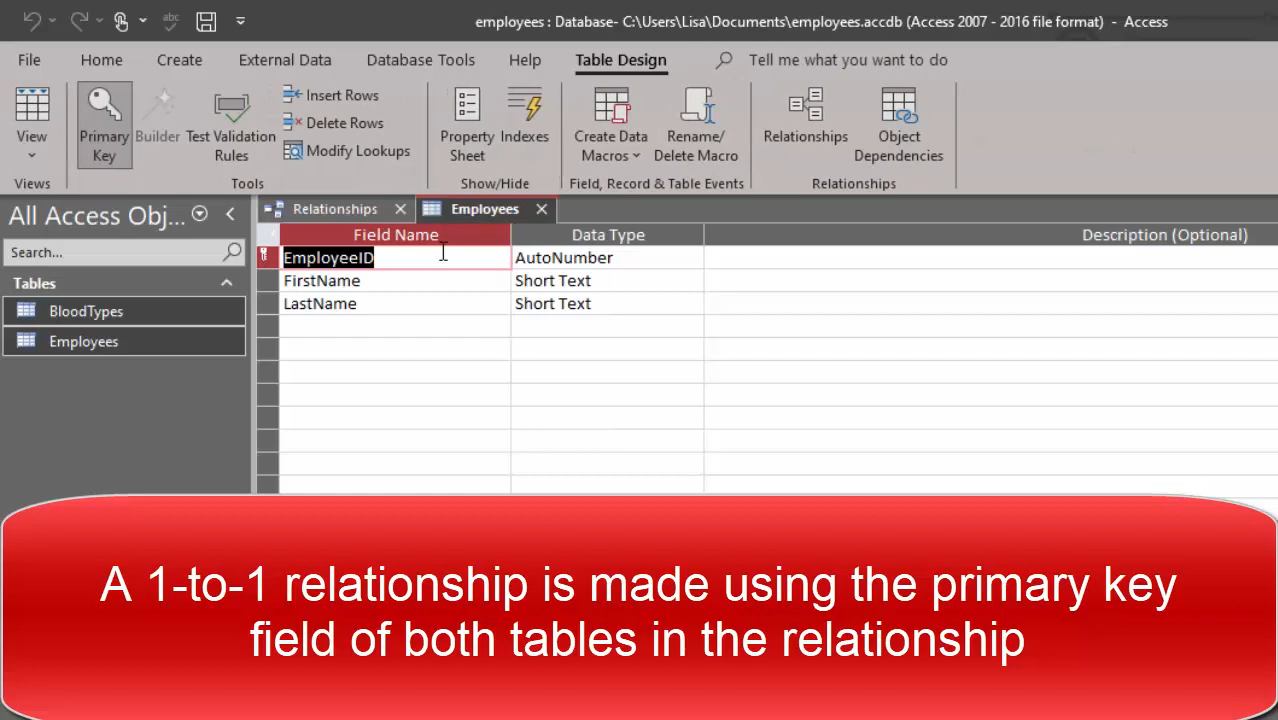 employees : Database- C:\Users\Lisa\Documents\employees.accdb (Access 2007 - 2016 file format) - Access
File Home Create External Data Database Tools Help Table Design Tell me what you want to do
View
Primary Key
Builder
Test Validation Rules
Insert Rows
Delete Rows
Modify Lookups
Property Sheet
Indexes
Create Data Macros
Rename/ Delete Macro
Relationships
Object Dependencies
Views Tools Show/Hide Field, Record & Table Events Relationships
All Access Obj...
Search...
Tables
BloodTypes
Employees
Relationships Employees
Field Name Data Type Description (Optional)
EmployeeID AutoNumber
FirstName Short Text
LastName Short Text
A 1-to-1 relationship is made using the primary key
field of both tables in the relationship